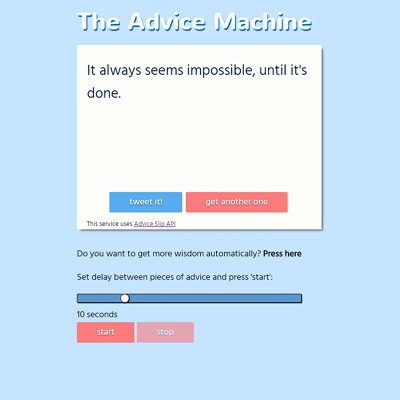 The Advice Machine
It always seems impossible, until it's
done.
tweet it! get another one
This service uses Advice Slip API
Do you want to get more wisdom automatically? Press here
Set delay between pieces of advice and press 'start':
10 seconds
start stop